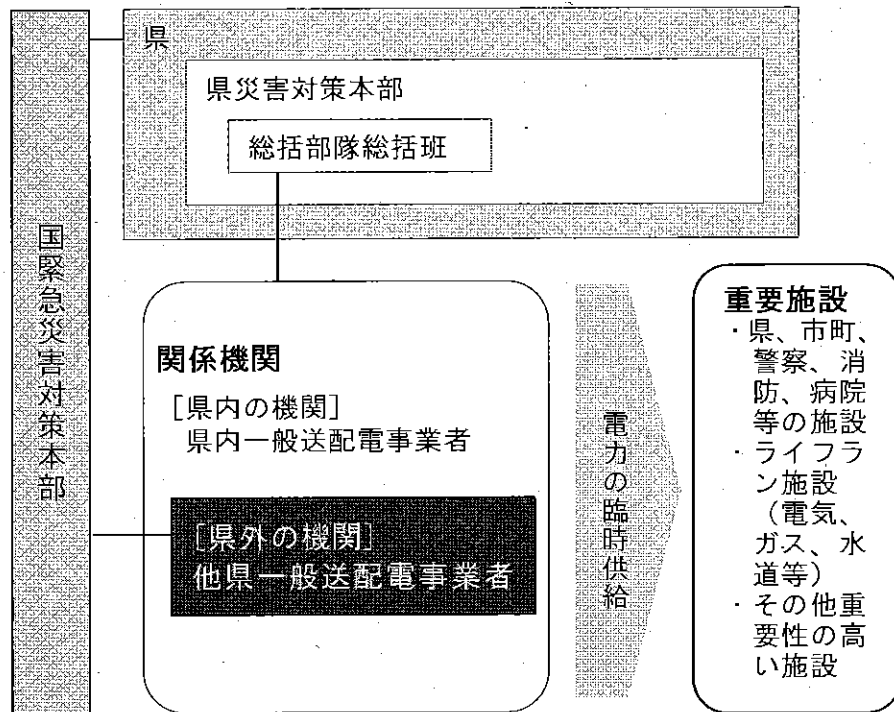 国緊急災害対策本部
県
県災害対策本部
総括部隊総括班
関係機関
[県内の機関]
県内一般送配電事業者
[県外の機関]
他県一般送配電事業者
電力の臨時供給
重要施設
・県、市町、
警察、消
防、病院
等の施設
・ライフラ
ン施設
（電気、
ガス、水
道等）
・その他重
要性の高
い施設